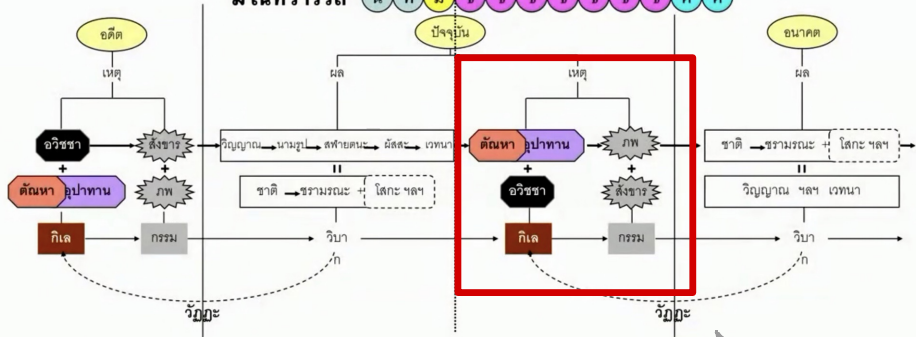 อดีต
ปัจจุบัน
อนาคต
เหตุ
ผล
เหตุ
ผล
อวิชชา
สังขาร
วิญญาณ นามรูป สฬายตนะ ผัสสะ เวทนา
ตัณหา อุปาทาน
ภพ
ชาติ ชรามรณะ + โสกะ ฯลฯ
+
+
=
+
+
=
ตัณหา อุปาทาน
ภพ
ชาติ ชรามรณะ + โสกะ ฯลฯ
อวิชชา
สังขาร
วิญญาณ ฯลฯ เวทนา
กิเล
กรรม
วิบา
ก
กิเล
กรรม
วิบา
ก
วัฏฏะ
วัฏฏะ